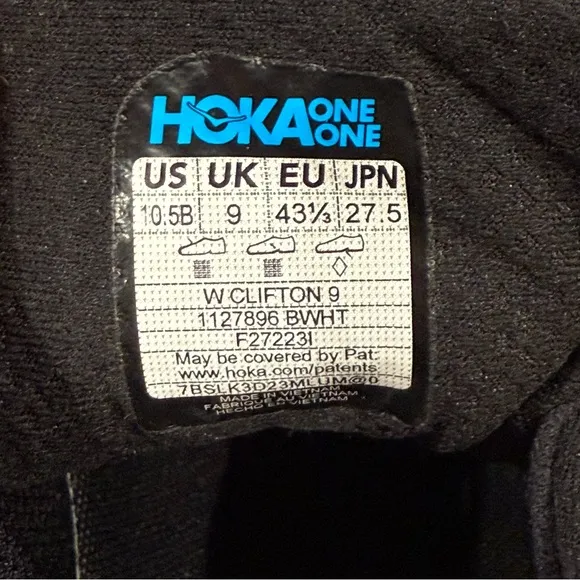 HOKA ONE ONE
US UK EU JPN
10.5B 9 43⅓ 27.5
W CLIFTON 9
1127896 BWHT
F27223I
May be covered by Pat.
www.hoka.com/patents
7BSLK3D23MLUM@0
MADE IN VIETNAM
FABRIQUÉ AU VIETNAM
HECHO EN VIETNAM